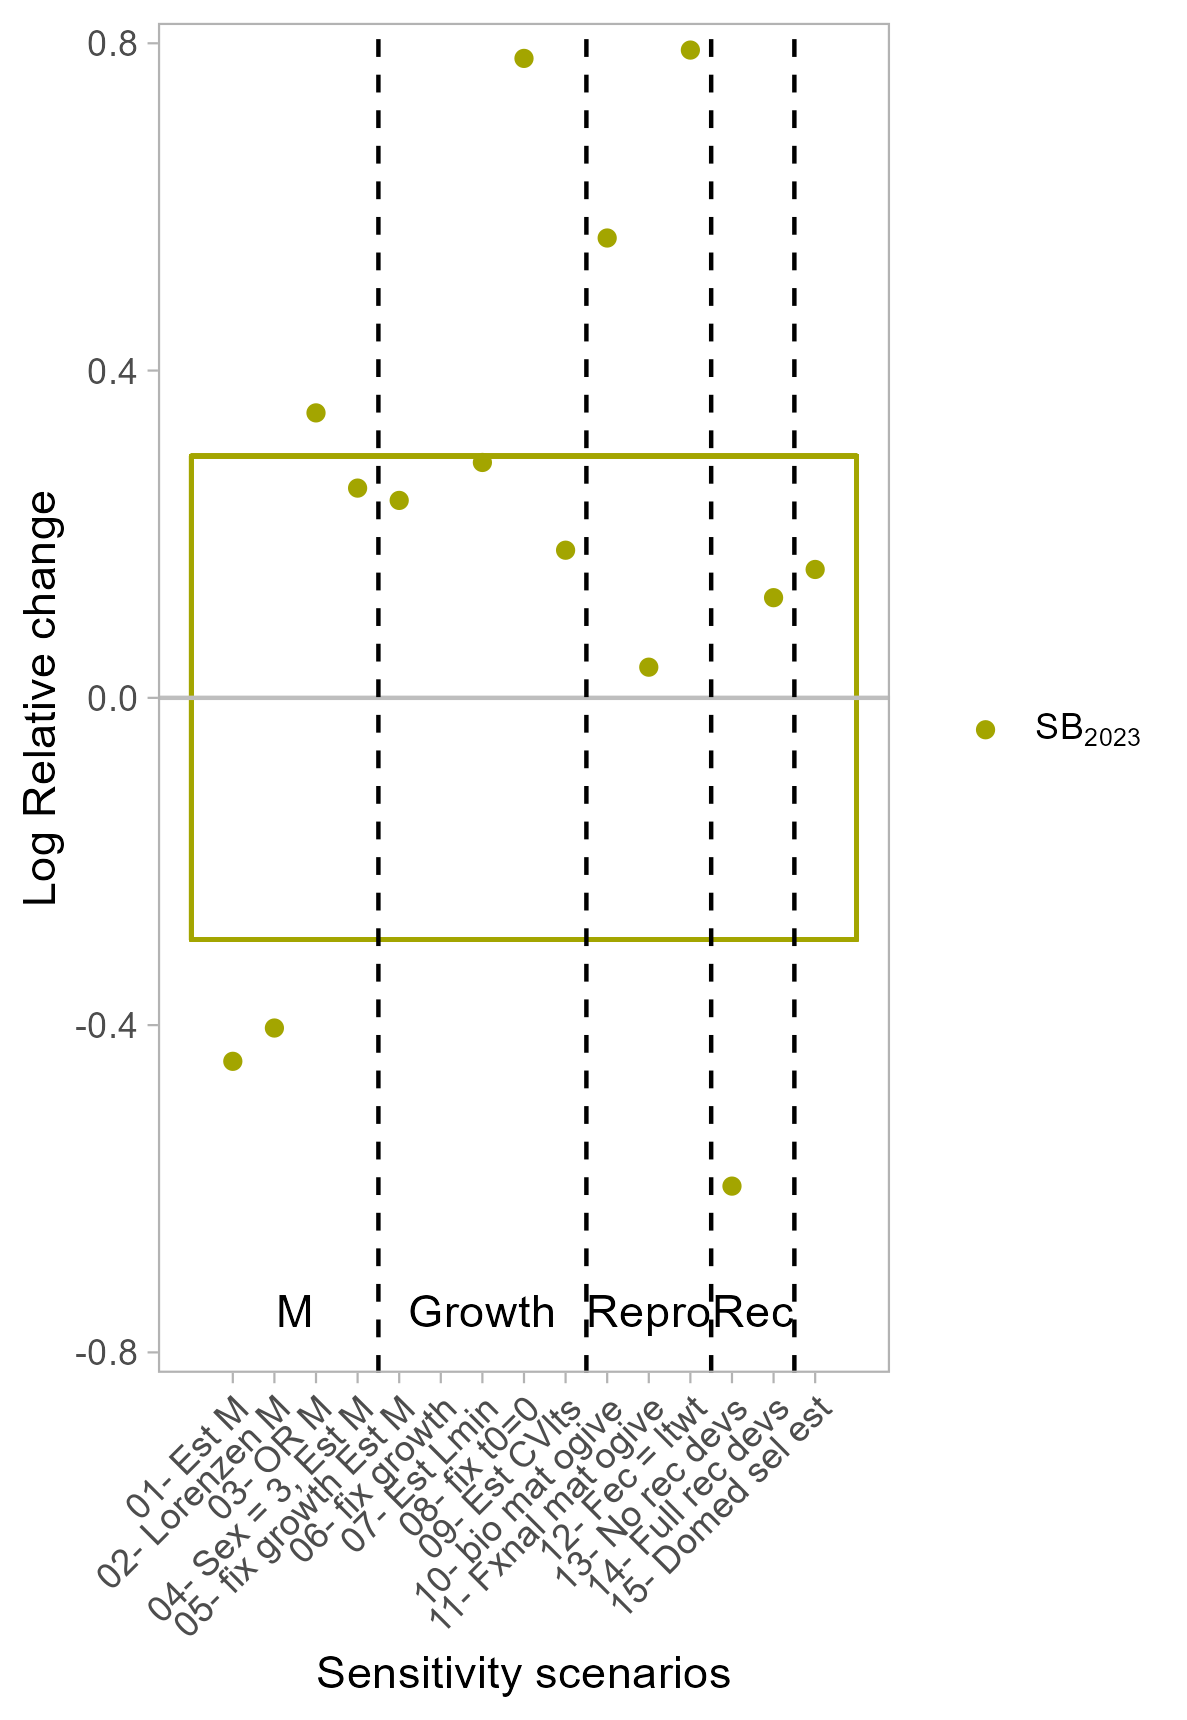 0.8
0.4
0.0
-0.4
-0.8
Log Relative change
M
Growth
Repro
Rec
01- Est M
02- Lorenzen M
03- OR M
04- Sex = 3, Est M
05- fix growth Est M
06- fix growth
07- Est Lmin
08- fix t0=0
09- Est CVlts
10- bio mat ogive
11- Fxnal mat ogive
12- Fec = ltwt
13- No rec devs
14- Full rec devs
15- Domed sel est
Sensitivity scenarios
SB2023